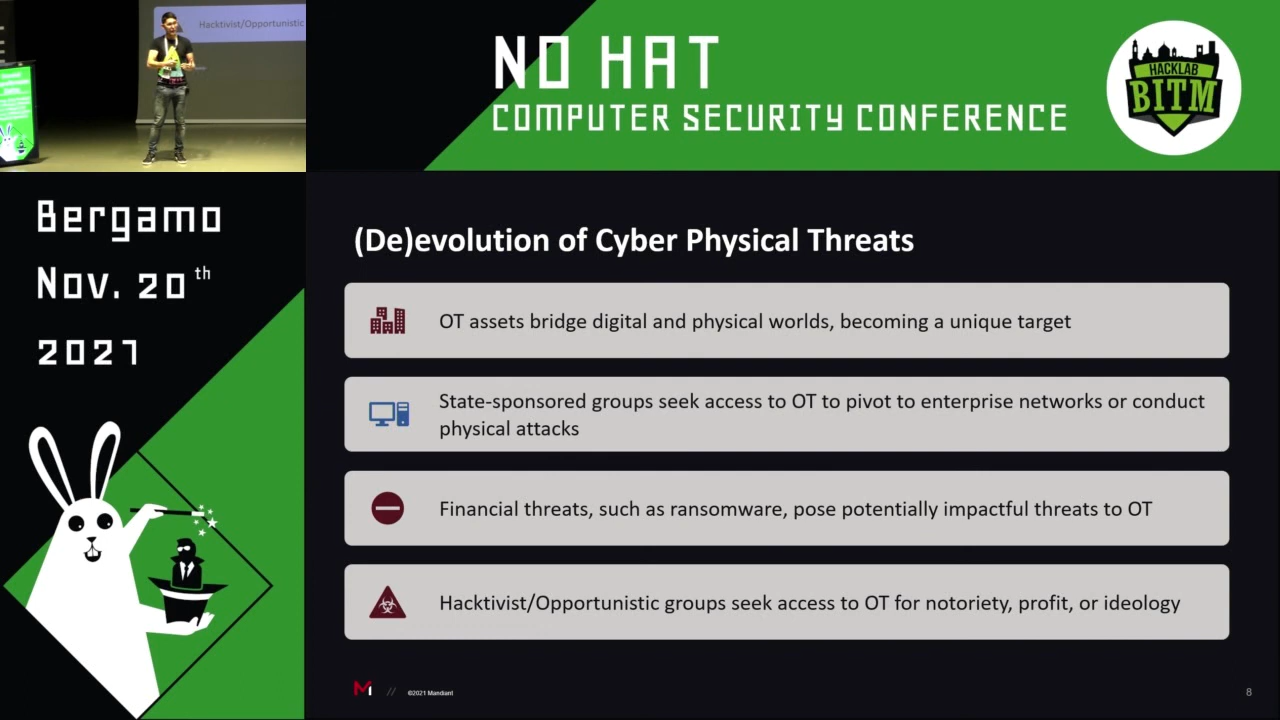 Hacktivist/Opportunistic
NO HAT
COMPUTER SECURITY CONFERENCE
HACKLAB
BITM
Bergamo
Nov. 20th
2021
(De)evolution of Cyber Physical Threats
OT assets bridge digital and physical worlds, becoming a unique target
State-sponsored groups seek access to OT to pivot to enterprise networks or conduct
physical attacks
Financial threats, such as ransomware, pose potentially impactful threats to OT
Hacktivist/Opportunistic groups seek access to OT for notoriety, profit, or ideology
M // ©2021 Mandiant
8